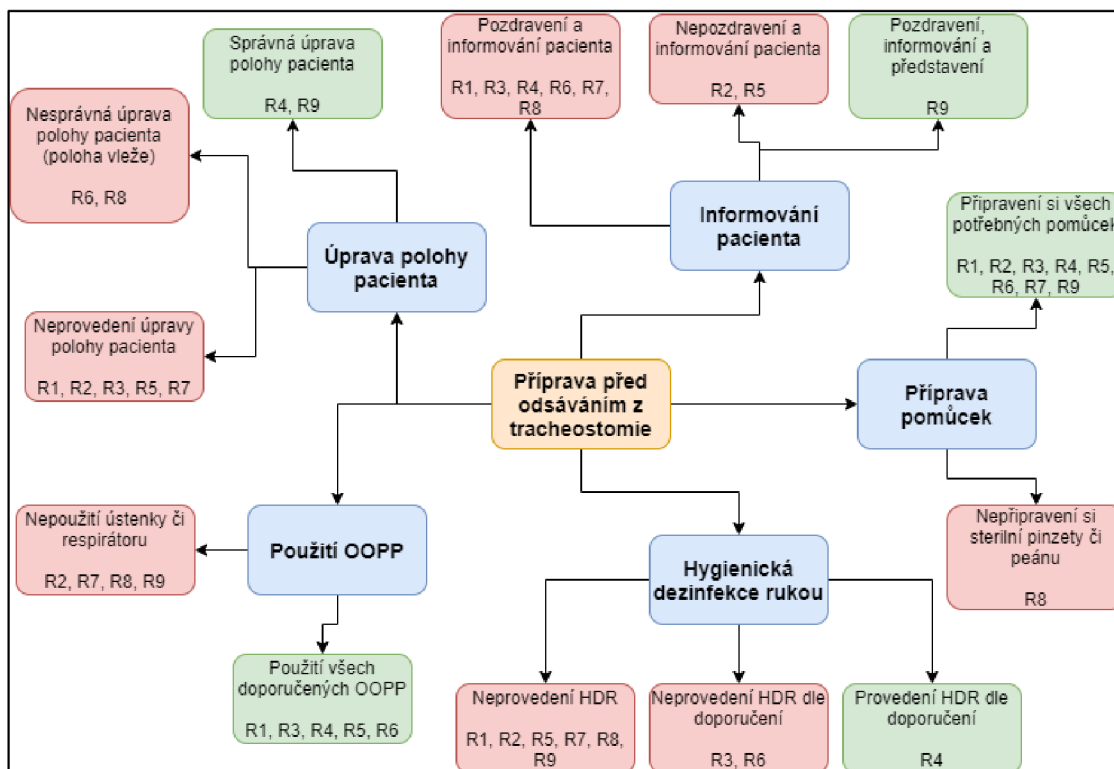 Správná úprava
polohy pacienta
R4, R9
Pozdravení a
informování pacienta
R1, R3, R4, R6, R7,
R8
Nepozdravení a
informování pacienta
R2, R5
Pozdravení,
informování a
představení
R9
Nesprávná úprava
polohy pacienta
(poloha vleže)
R6, R8
Úprava polohy
pacienta
Informování
pacienta
Připravení si všech
potřebných pomůcek
R1, R2, R3, R4, R5,
R6, R7, R9
Neprovedení úpravy
polohy pacienta
R1, R2, R3, R5, R7
Příprava před
odsáváním z
tracheostomie
Příprava
pomůcek
Nepoužití ústenky či
respirátoru
R2, R7, R8, R9
Použití OOPP
Hygienická
dezinfekce rukou
Nepřipravení si
sterilní pinzety či
peánu
R8
Použití všech
doporučených OOPP
R1, R3, R4, R5, R6
Neprovedení HDR
R1, R2, R5, R7, R8,
R9
Neprovedení HDR dle
doporučení
R3, R6
Provedení HDR dle
doporučení
R4